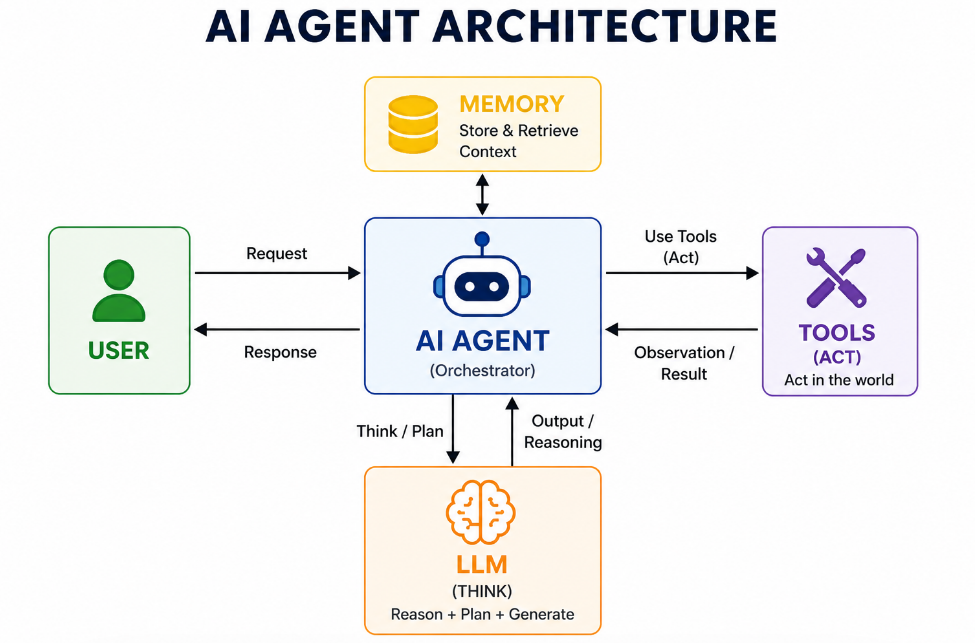 AI AGENT ARCHITECTURE
MEMORY
Store & Retrieve
Context
Request
Use Tools
(Act)
USER
Response
AI AGENT
(Orchestrator)
Observation /
Result
TOOLS
(ACT)
Act in the world
Think / Plan
Output /
Reasoning
LLM
(THINK)
Reason + Plan + Generate